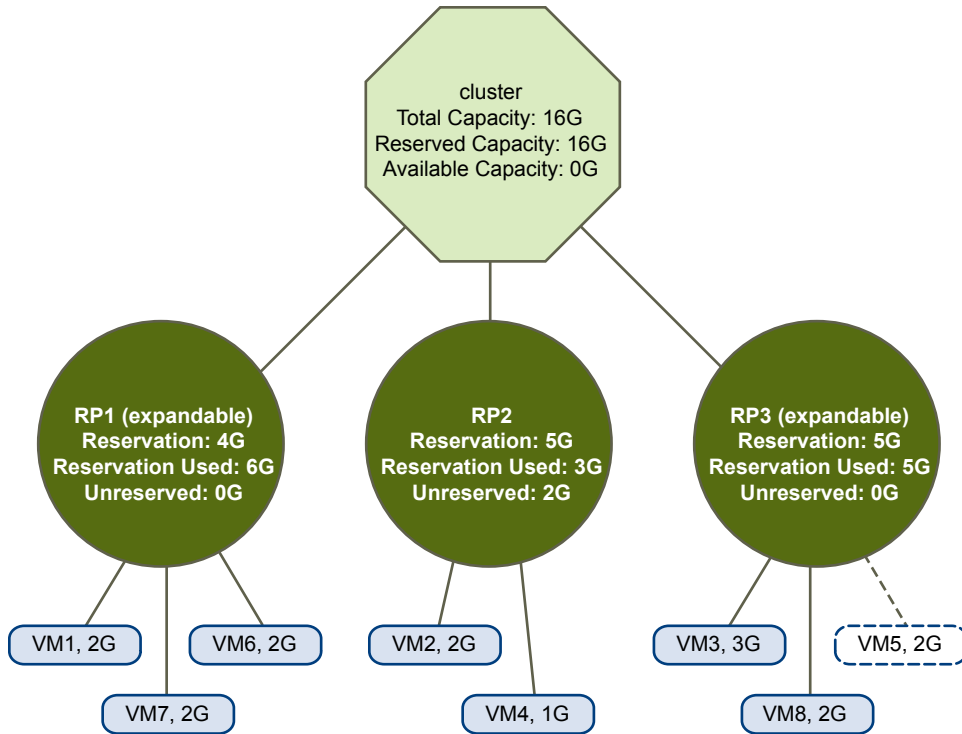 cluster
Total Capacity: 16G
Reserved Capacity: 16G
Available Capacity: 0G
RP1 (expandable)
Reservation: 4G
Reservation Used: 6G
Unreserved: 0G
RP2
Reservation: 5G
Reservation Used: 3G
Unreserved: 2G
RP3 (expandable)
Reservation: 5G
Reservation Used: 5G
Unreserved: 0G
VM1, 2G
VM6, 2G
VM2, 2G
VM3, 3G
VM5, 2G
VM7, 2G
VM4, 1G
VM8, 2G